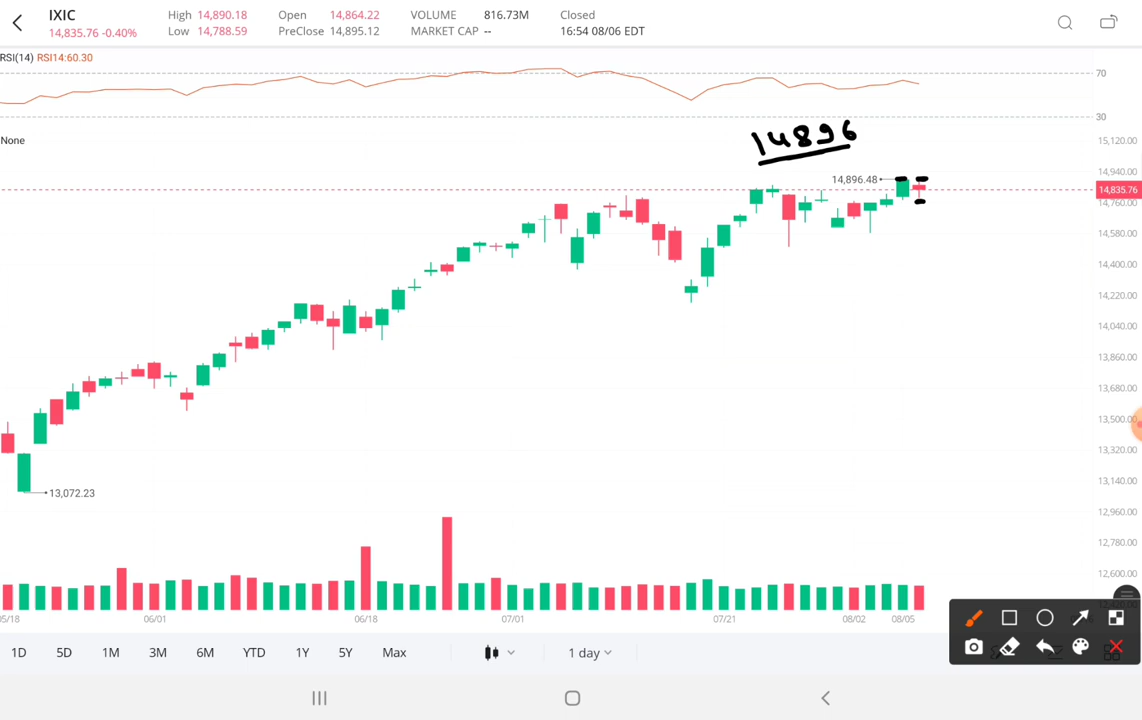 IXIC
14,835.76 -0.40%
High 14,890.18
Low 14,788.59
Open 14,864.22
PreClose 14,895.12
VOLUME 816.73M
MARKET CAP --
Closed
16:54 08/06 EDT
RSI(14) RSI14:60.30
70
30
None
14896
15,120.00
14,940.00
14,896.48
14,835.76
14,760.00
14,580.00
14,400.00
14,220.00
14,040.00
13,860.00
13,680.00
13,500.00
13,320.00
13,140.00
13,072.23
12,960.00
12,780.00
12,600.00
05/18 06/01 06/18 07/01 07/21 08/02 08/05
1D 5D 1M 3M 6M YTD 1Y 5Y Max 1 day